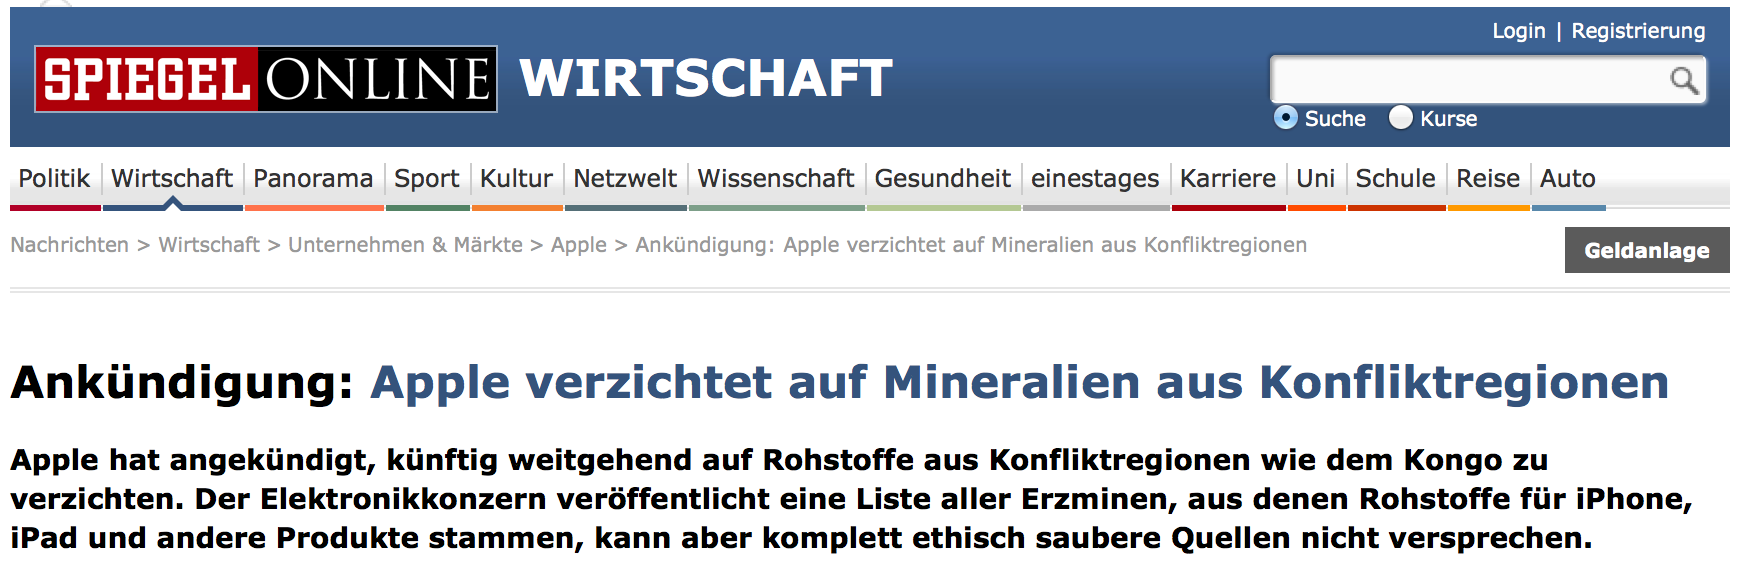 Login | Registrierung
SPIEGEL ONLINE WIRTSCHAFT
Suche Kurse
Politik Wirtschaft Panorama Sport Kultur Netzwelt Wissenschaft Gesundheit einestages Karriere Uni Schule Reise Auto
Nachrichten > Wirtschaft > Unternehmen & Märkte > Apple > Ankündigung: Apple verzichtet auf Mineralien aus Konfliktregionen
Geldanlage
Ankündigung: Apple verzichtet auf Mineralien aus Konfliktregionen
Apple hat angekündigt, künftig weitgehend auf Rohstoffe aus Konfliktregionen wie dem Kongo zu
verzichten. Der Elektronikkonzern veröffentlicht eine Liste aller Erzminen, aus denen Rohstoffe für iPhone,
iPad und andere Produkte stammen, kann aber komplett ethisch saubere Quellen nicht versprechen.